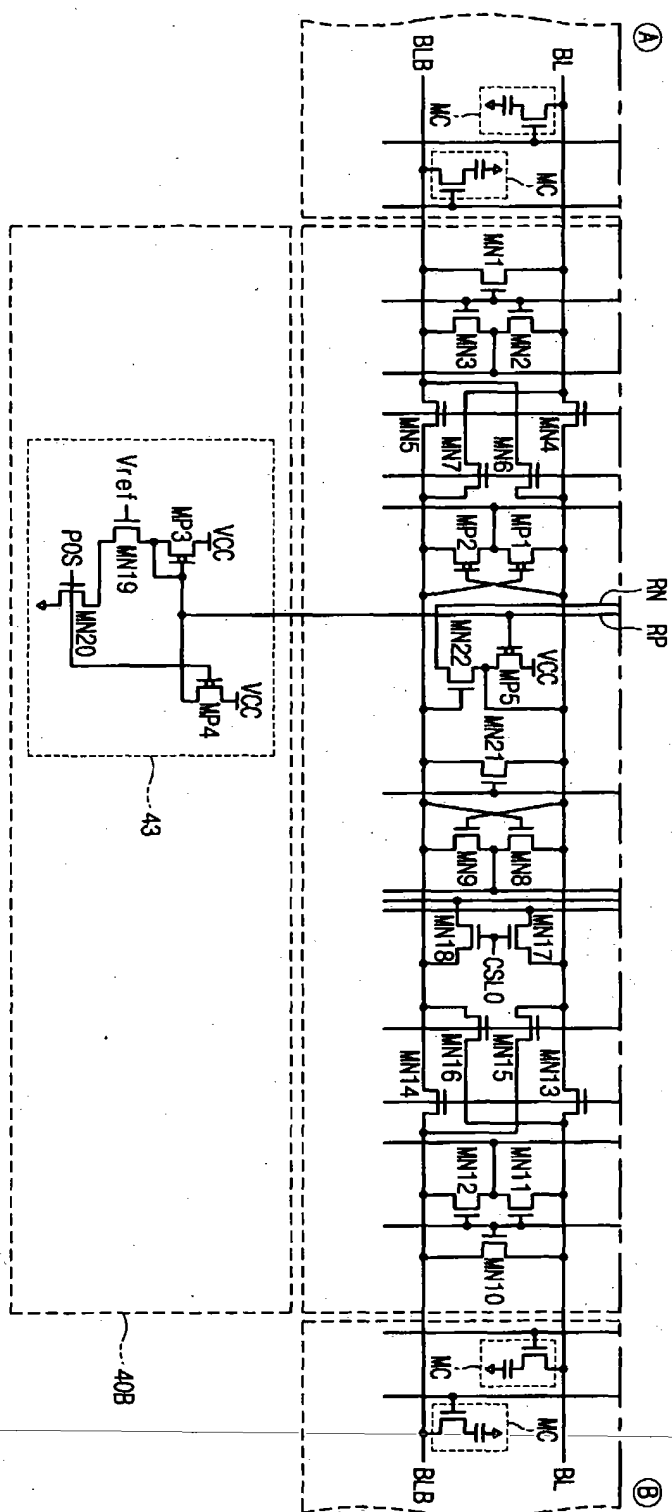 Ⓐ
BLB
BL
MC
MC
MN1
MN3
MN2
MN5
MN4
MN7
MN6
MP2
MP1
RN
RP
MN22
VCC
MP5
MN21
MN9
MN8
MN18
CSL0
MN17
MN16
MN15
MN14
MN13
MN12
MN11
MN10
MC
MC
BLB
BL
Ⓑ
Vref
MP3
VCC
MN19
POS
MN20
VCC
MP4
43
40B